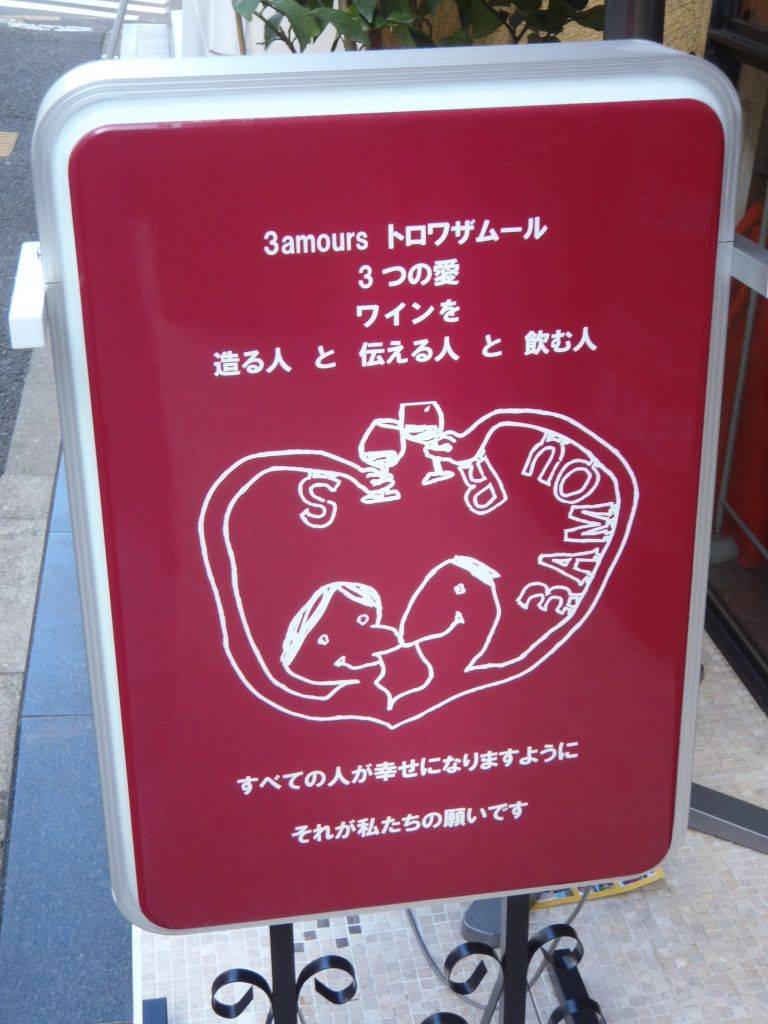 3amours トロワザムール
3つの愛
ワインを
造る人 と 伝える人 と 飲む人
3AMOUR S
すべての人が幸せになりますように
それが私たちの願いです